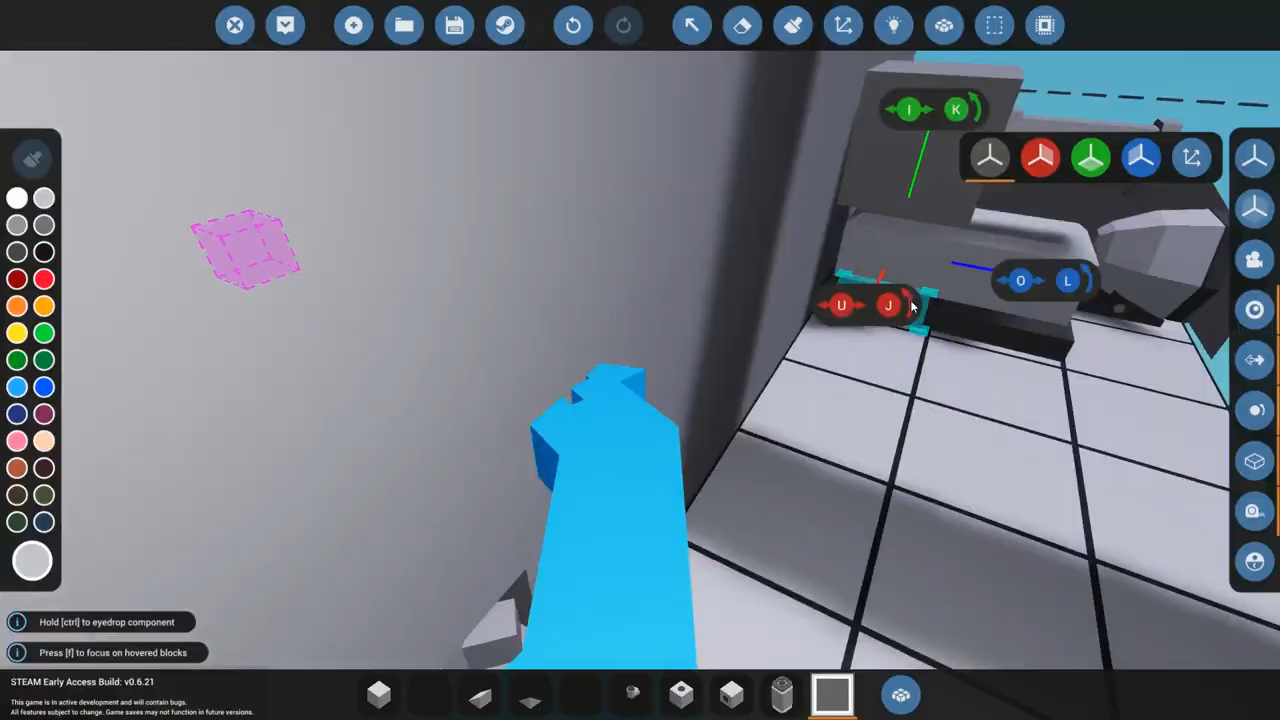 I K
O L
U J
Hold [ctrl] to eyedrop component
Press [f] to focus on hovered blocks
STEAM Early Access Build: v0.6.21
This game is in active development and will contain bugs.
All features subject to change. Game saves may not function in future versions.